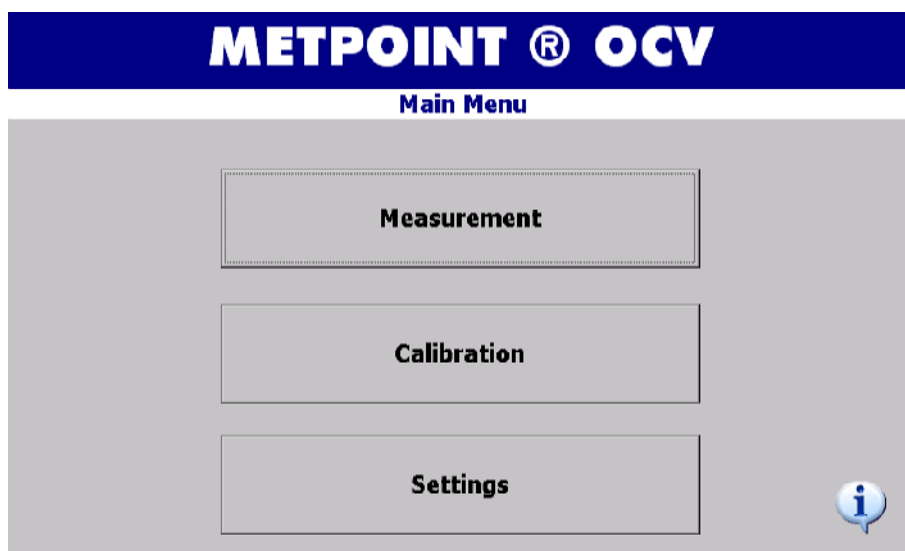 METPOINT ® OCV
Main Menu
Measurement
Calibration
Settings
i